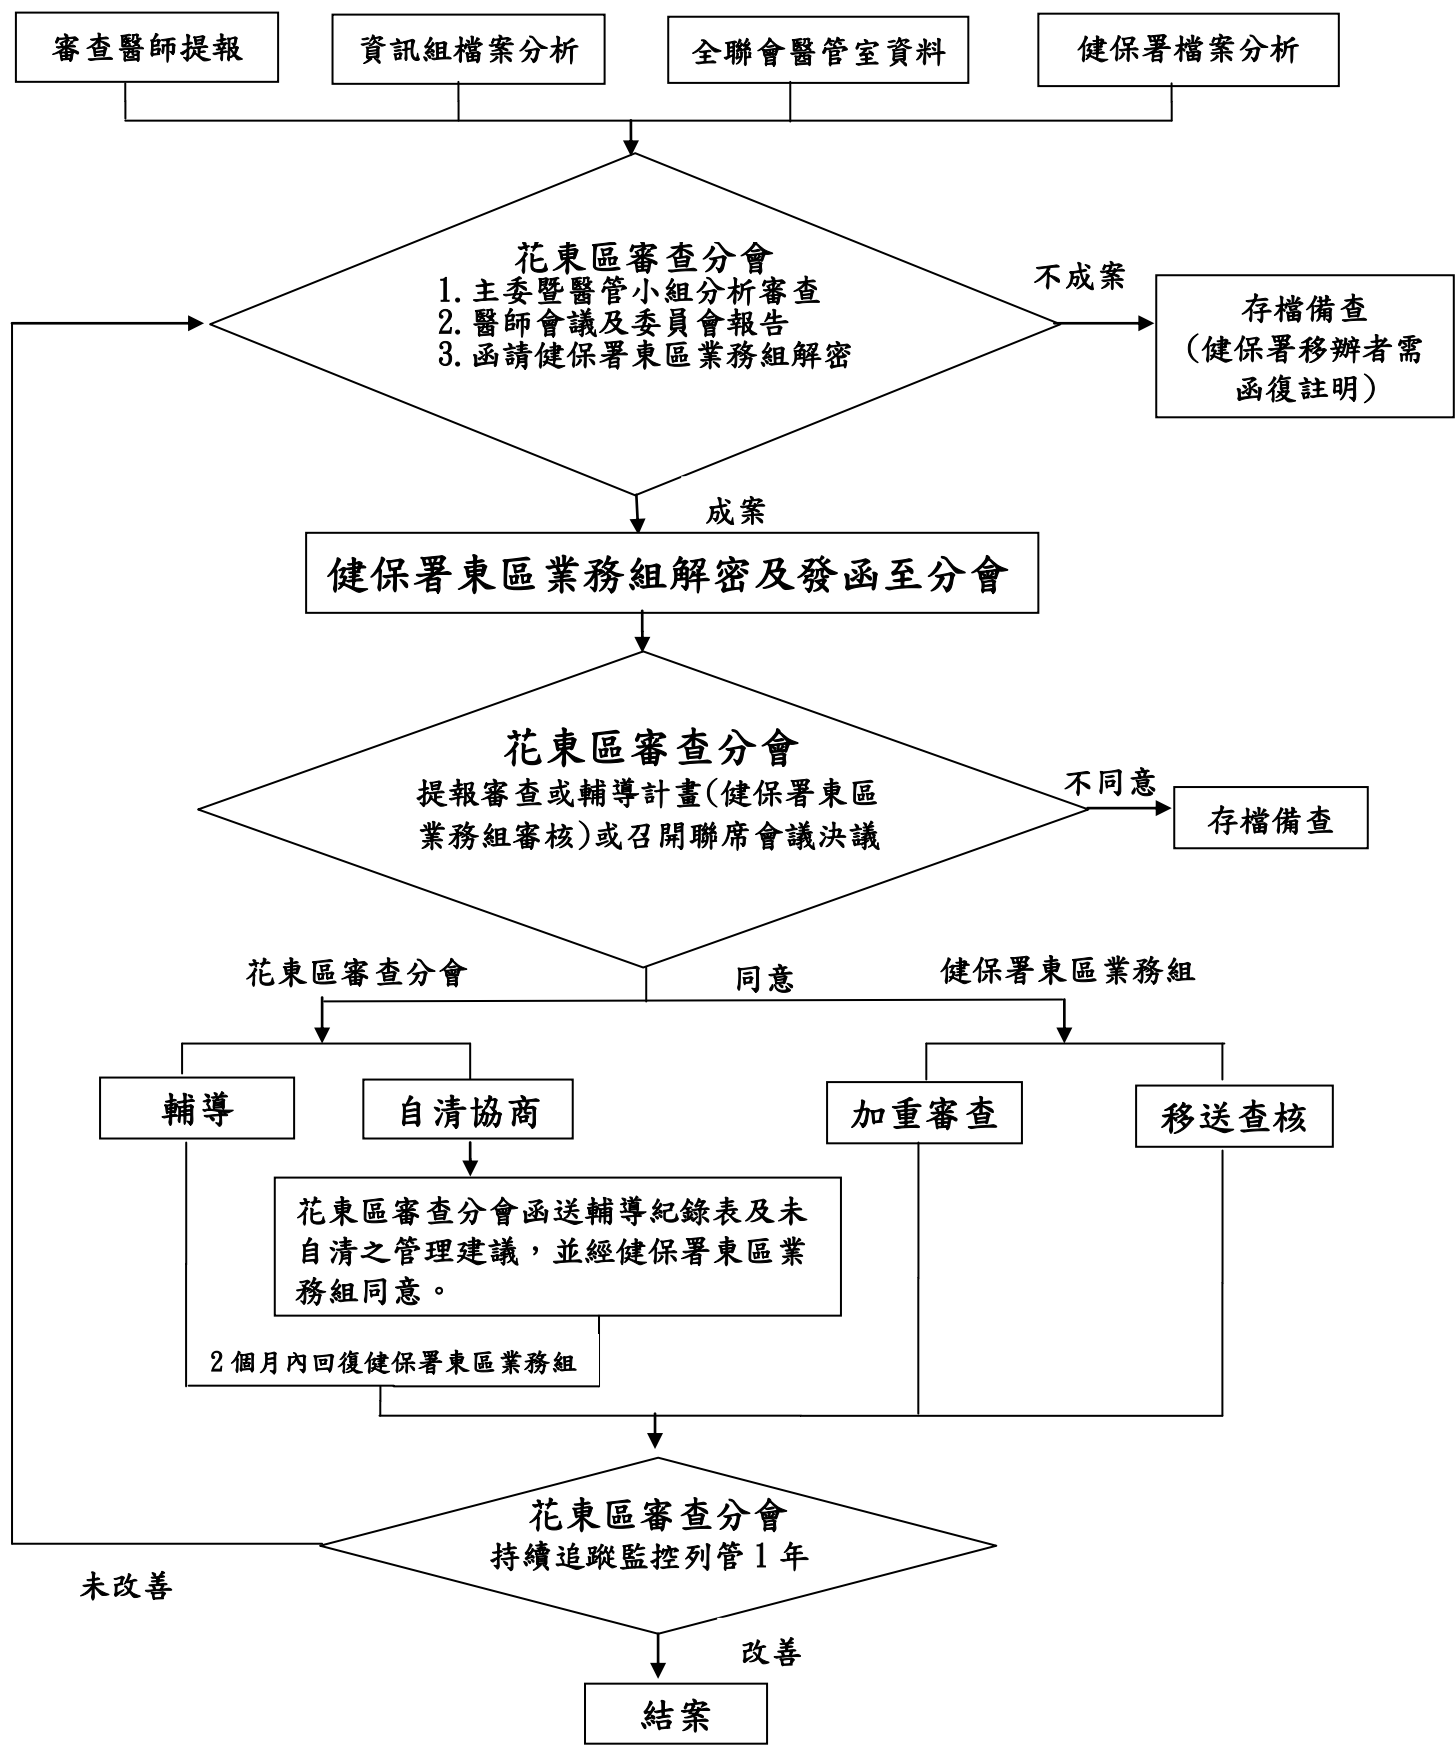 審查醫師提報
資訊組檔案分析
全聯會醫管室資料
健保署檔案分析
花東區審查分會
1.主委暨醫管小組分析審查
2.醫師會議及委員會報告
3.函請健保署東區業務組解密
不成案
存檔備查
(健保署移辦者需
函復註明)
成案
健保署東區業務組解密及發函至分會
花東區審查分會
提報審查或輔導計畫(健保署東區
業務組審核)或召開聯席會議決議
不同意
存檔備查
花東區審查分會
同意
健保署東區業務組
輔導
自清協商
加重審查
移送查核
花東區審查分會函送輔導紀錄表及未
自清之管理建議，並經健保署東區業
務組同意。
2個月內回復健保署東區業務組
花東區審查分會
持續追蹤監控列管1年
未改善
改善
結案